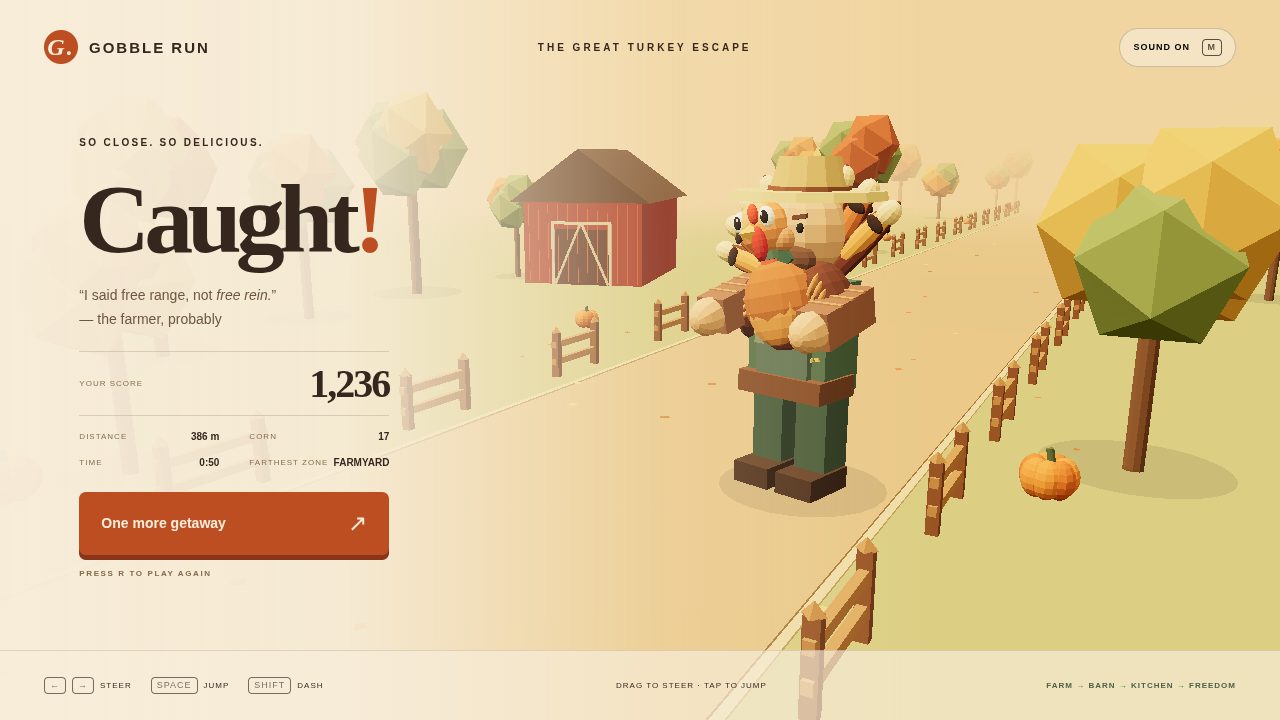 G. GOBBLE RUN
THE GREAT TURKEY ESCAPE
SOUND ON M
SO CLOSE. SO DELICIOUS.
Caught!
“I said free range, not free rein.”
— the farmer, probably
YOUR SCORE 1,236
DISTANCE 386 m CORN 17
TIME 0:50 FARTHEST ZONE FARMYARD
One more getaway ↗
PRESS R TO PLAY AGAIN
← → STEER SPACE JUMP SHIFT DASH
DRAG TO STEER · TAP TO JUMP
FARM → BARN → KITCHEN → FREEDOM